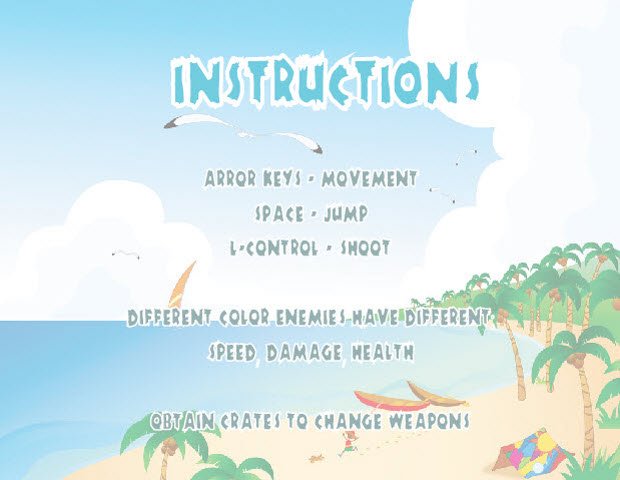 INSTRUCTIONS
ARROR KEYS - MOVEMENT
SPACE - JUMP
L-CONTROL - SHOOT
DIFFERENT COLOR ENEMIES HAVE DIFFERENT
SPEED, DAMAGE, HEALTH
OBTAIN CRATES TO CHANGE WEAPONS